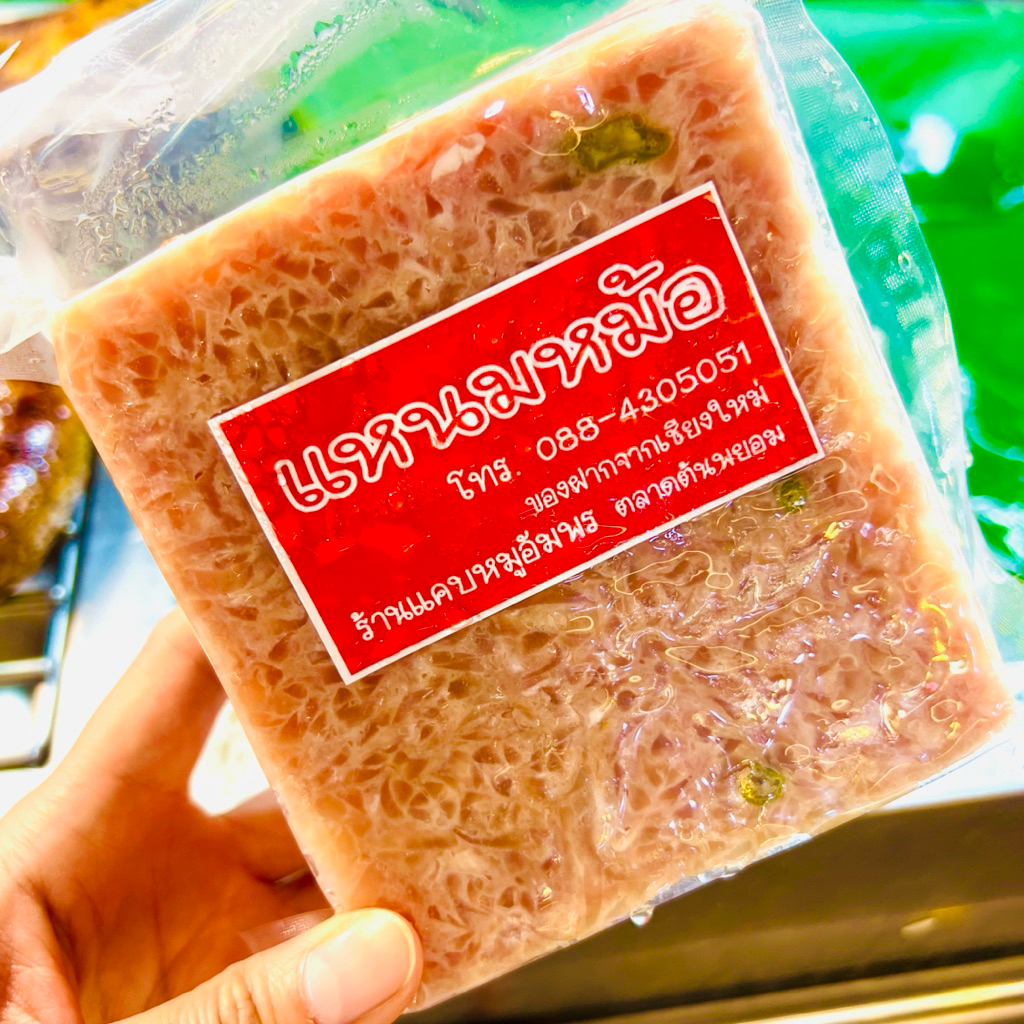 แหนมหม้อ
โทร. 088-4305051
ของฝากจากเชียงใหม่
ร้านแคบหมูอัมพร ตลาดต้นพยอม